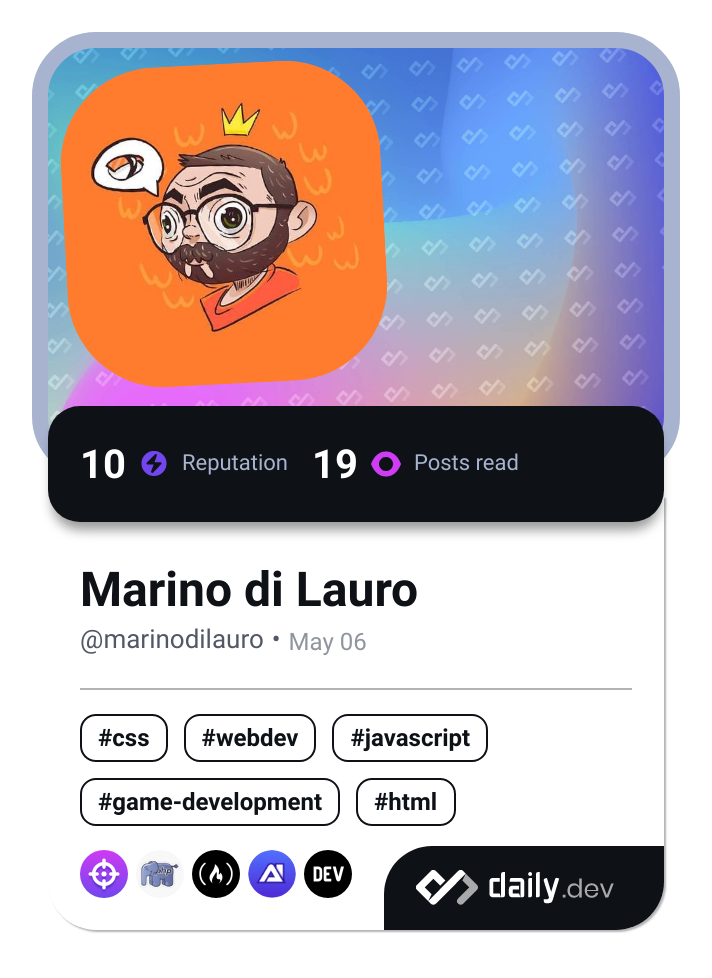 10 Reputation 19 Posts read
Marino di Lauro
@marinodilauro • May 06
#css #webdev #javascript
#game-development #html
DEV daily.dev